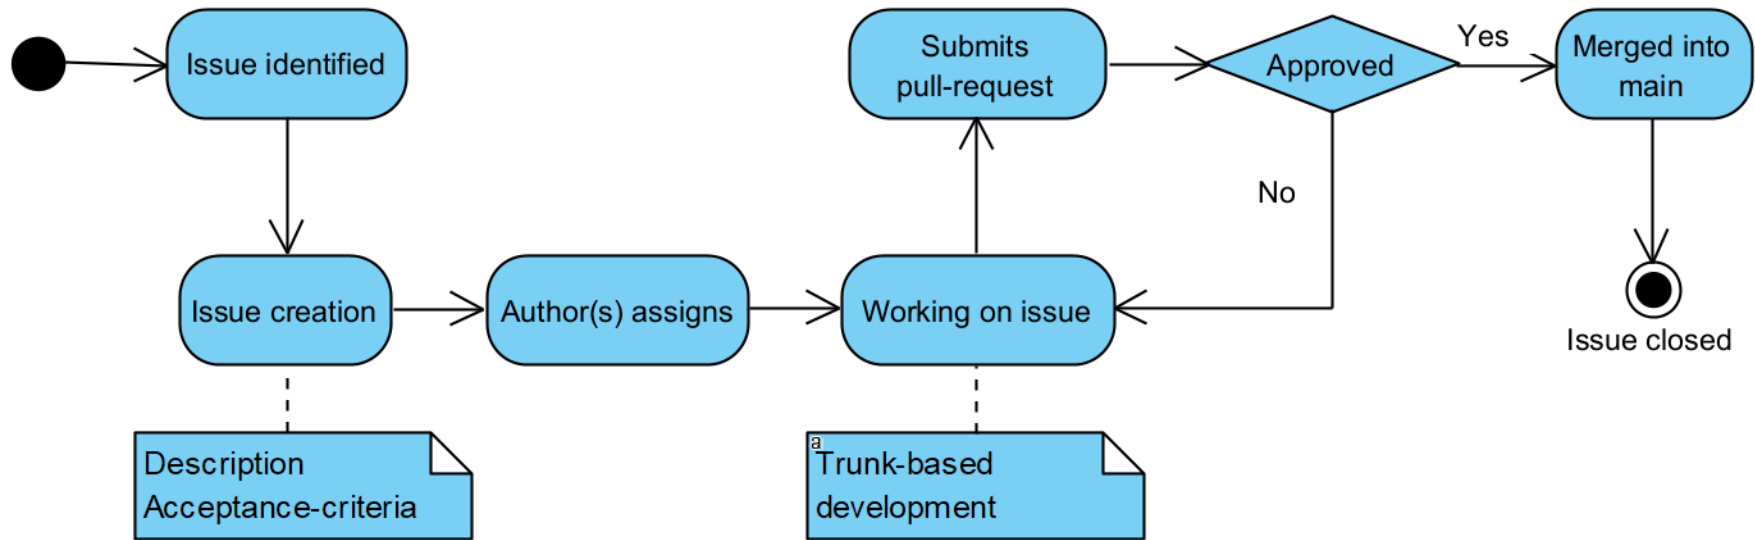 Issue identified
Submits
pull-request
Approved
Yes
Merged into
main
No
Issue creation
Author(s) assigns
Working on issue
Issue closed
Description
Acceptance-criteria
a
Trunk-based
development